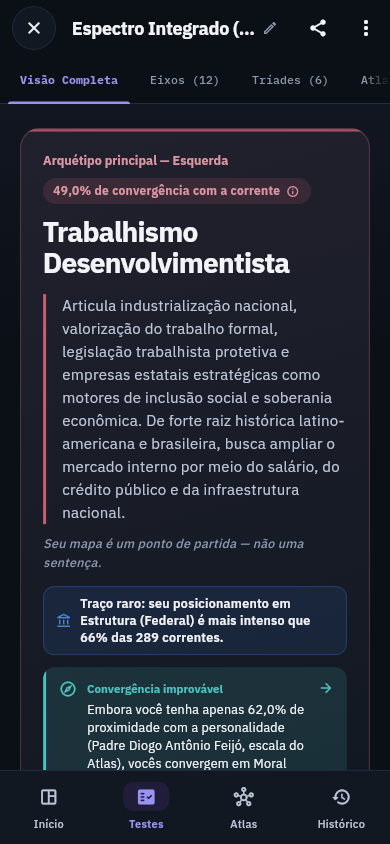 Espectro Integrado (...
Visão Completa
Eixos (12)
Tríades (6)
Atla
Arquétipo principal — Esquerda
49,0% de convergência com a corrente
Trabalhismo
Desenvolvimentista
Articula industrialização nacional,
valorização do trabalho formal,
legislação trabalhista protetiva e
empresas estatais estratégicas como
motores de inclusão social e soberania
econômica. De forte raiz histórica latino-
americana e brasileira, busca ampliar o
mercado interno por meio do salário, do
crédito público e da infraestrutura
nacional.
Seu mapa é um ponto de partida — não uma
sentença.
Traço raro: seu posicionamento em
Estrutura (Federal) é mais intenso que
66% das 289 correntes.
Convergência improvável
Embora você tenha apenas 62,0% de
proximidade com a personalidade
(Padre Diogo Antônio Feijó, escala do
Atlas), vocês convergem em Moral
Início
Testes
Atlas
Histórico